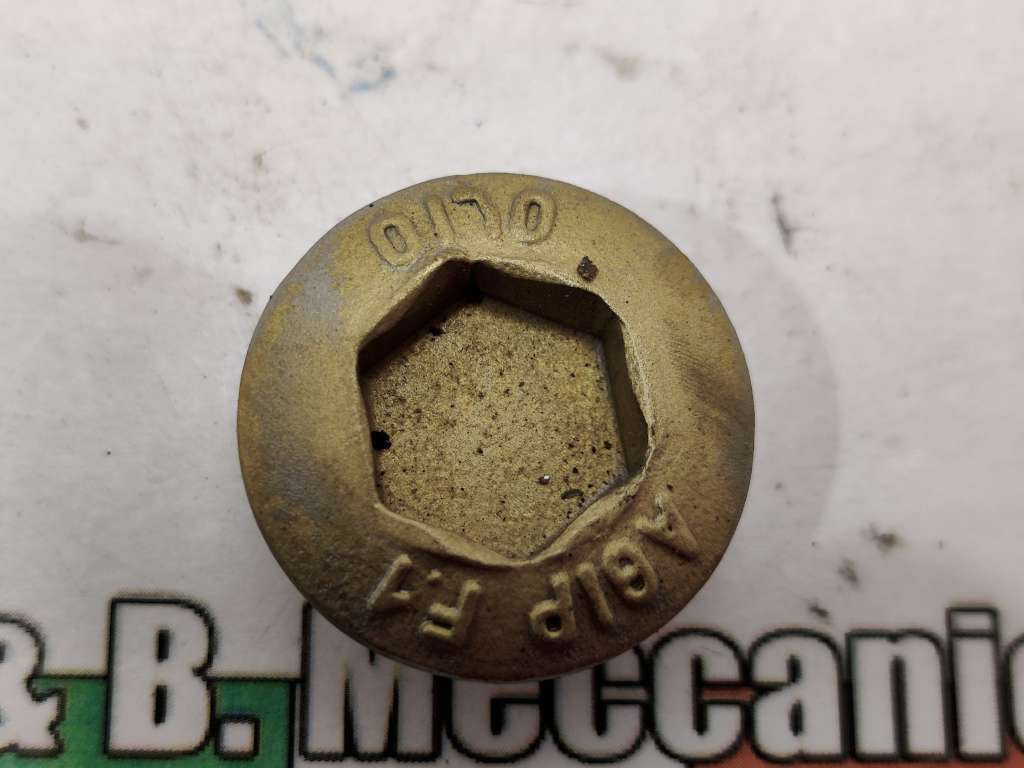 OLIO
AGIP F.1
& B. Meccanic